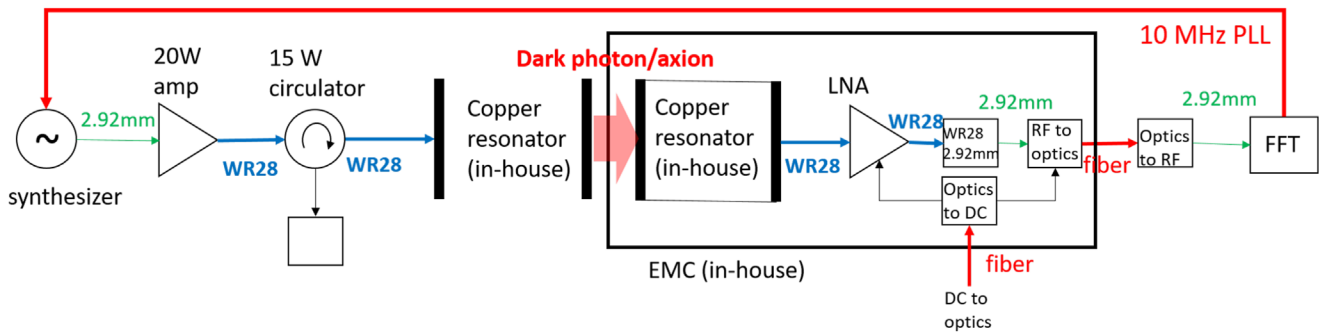 10 MHz PLL
20W
amp
15 W
circulator
Dark photon/axion
LNA
2.92mm
2.92mm
2.92mm
~
WR28
WR28
Copper
resonator
(in-house)
Copper
resonator
(in-house)
WR28
WR28
WR28
2.92mm
RF to
optics
fiber
Optics
to RF
FFT
synthesizer
Optics
to DC
EMC (in-house)
fiber
DC to
optics